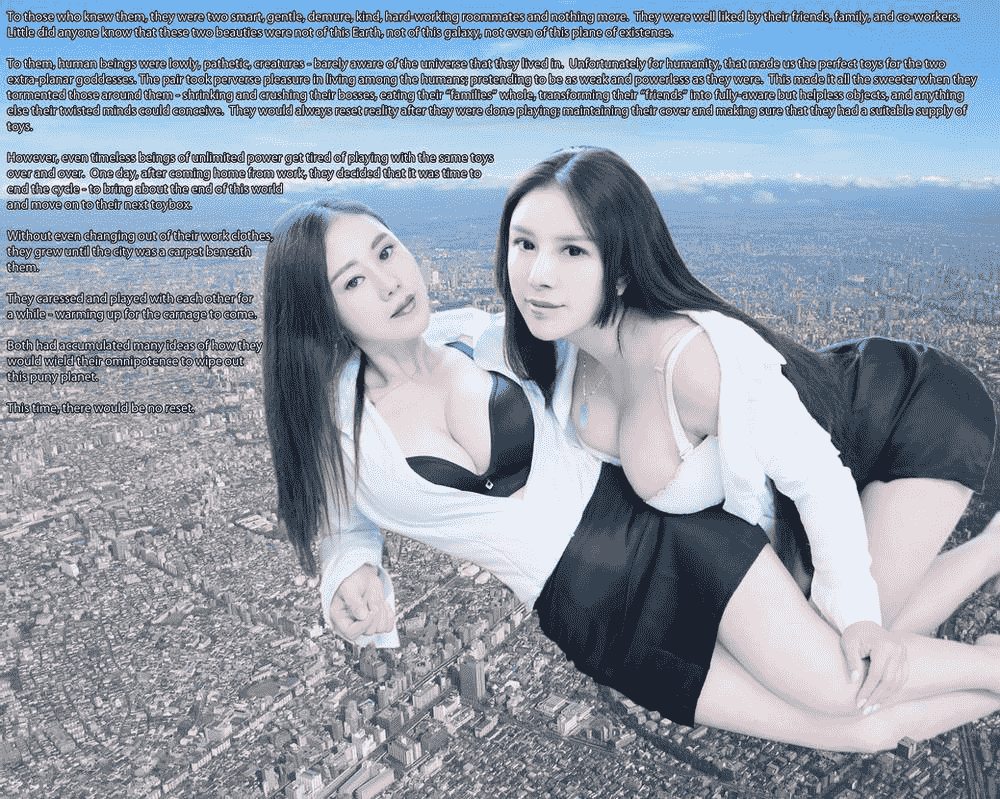 To those who knew them, they were two smart, gentle, demure, kind, hard-working roommates and nothing more.  They were well liked by their friends, family, and co-workers.
Little did anyone know that these two beauties were not of this Earth, not of this galaxy, not even of this plane of existence.
To them, human beings were lowly, pathetic, creatures - barely aware of the universe that they lived in.  Unfortunately for humanity, that made us the perfect toys for the two
extra-planar goddesses. The pair took perverse pleasure in living among the humans; pretending to be as weak and powerless as they were.  This made it all the sweeter when they
tormented those around them - shrinking and crushing their bosses, eating their “families” whole, transforming their “friends” into fully-aware but helpless objects, and anything
else their twisted minds could conceive.  They would always reset reality after they were done playing; maintaining their cover and making sure that they had a suitable supply of
toys.
However, even timeless beings of unlimited power get tired of playing with the same toys
over and over.  One day, after coming home from work, they decided that it was time to
end the cycle - to bring about the end of this world
and move on to their next toybox.
Without even changing out of their work clothes,
they grew until the city was a carpet beneath
them.
They caressed and played with each other for
a while - warming up for the carnage to come.
Both had accumulated many ideas of how they
would wield their omnipotence to wipe out
this puny planet.
This time, there would be no reset.